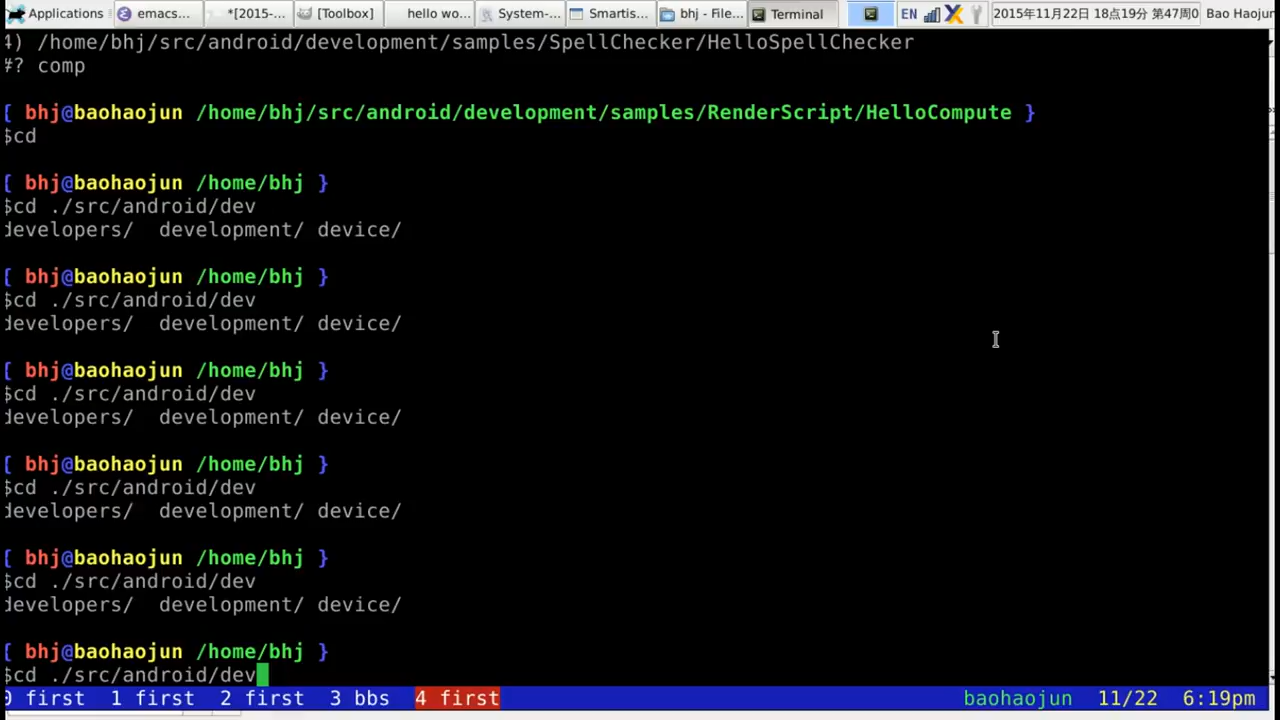 Applications emacs... *[2015-... [Toolbox] hello wo... System-... Smartis... bhj - File... Terminal EN 2015年11月22日 18点19分 第47周0 Bao Haojun
4) /home/bhj/src/android/development/samples/SpellChecker/HelloSpellChecker
#? comp
{ bhj@baohaojun /home/bhj/src/android/development/samples/RenderScript/HelloCompute }
$cd
{ bhj@baohaojun /home/bhj }
$cd ./src/android/dev
developers/ development/ device/
{ bhj@baohaojun /home/bhj }
$cd ./src/android/dev
developers/ development/ device/
{ bhj@baohaojun /home/bhj }
$cd ./src/android/dev
developers/ development/ device/
{ bhj@baohaojun /home/bhj }
$cd ./src/android/dev
developers/ development/ device/
{ bhj@baohaojun /home/bhj }
$cd ./src/android/dev
developers/ development/ device/
{ bhj@baohaojun /home/bhj }
$cd ./src/android/dev
0 first 1 first 2 first 3 bbs 4 first baohaojun 11/22 6:19pm